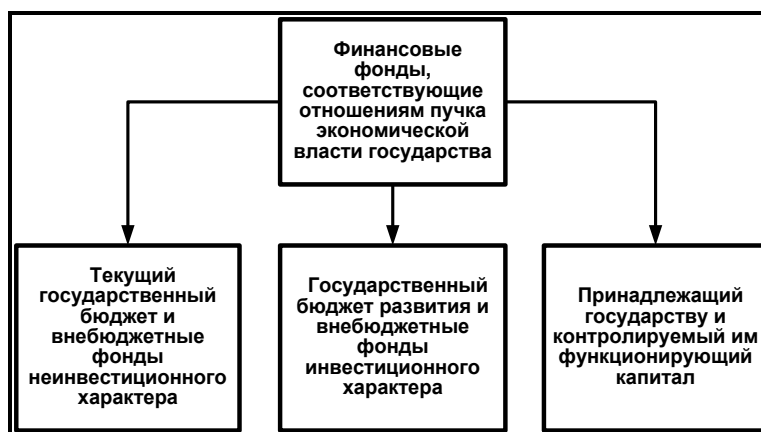 Финансовые
фонды,
соответствующие
отношениям пучка
экономической
власти государства
Текущий
государственный
бюджет и
внебюджетные
фонды
неинвестиционного
характера
Государственный
бюджет развития и
внебюджетные
фонды
инвестиционного
характера
Принадлежащий
государству и
контролируемый им
функционирующий
капитал